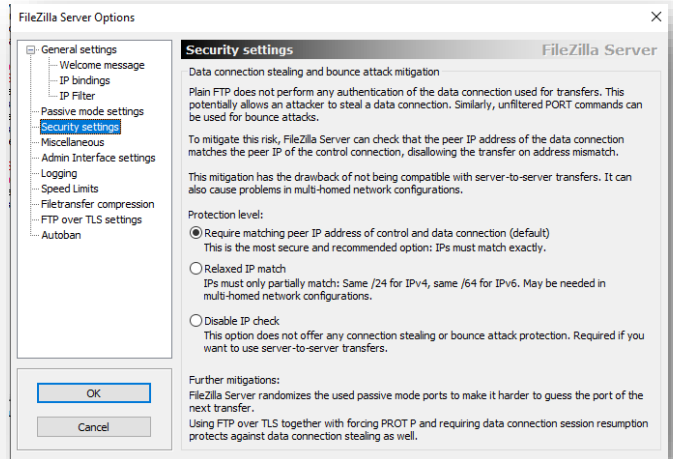 FileZilla Server Options
General settings
Welcome message
IP bindings
IP Filter
Passive mode settings
Security settings
Miscellaneous
Admin Interface settings
Logging
Speed Limits
Filetransfer compression
FTP over TLS settings
Autoban
OK
Cancel
Security settings
FileZilla Server
Data connection stealing and bounce attack mitigation
Plain FTP does not perform any authentication of the data connection used for transfers. This
potentially allows an attacker to steal a data connection. Similarly, unfiltered PORT commands can
be used for bounce attacks.
To mitigate this risk, FileZilla Server can check that the peer IP address of the data connection
matches the peer IP of the control connection, disallowing the transfer on address mismatch.
This mitigation has the drawback of not being compatible with server-to-server transfers. It can
also cause problems in multi-homed network configurations.
Protection level:
Require matching peer IP address of control and data connection (default)
This is the most secure and recommended option: IPs must match exactly.
Relaxed IP match
IPs must only partially match: Same /24 for IPv4, same /64 for IPv6. May be needed in
multi-homed network configurations.
Disable IP check
This option does not offer any connection stealing or bounce attack protection. Required if you
want to use server-to-server transfers.
Further mitigations:
FileZilla Server randomizes the used passive mode ports to make it harder to guess the port of the
next transfer.
Using FTP over TLS together with forcing PROT P and requiring data connection session resumption
protects against data connection stealing as well.